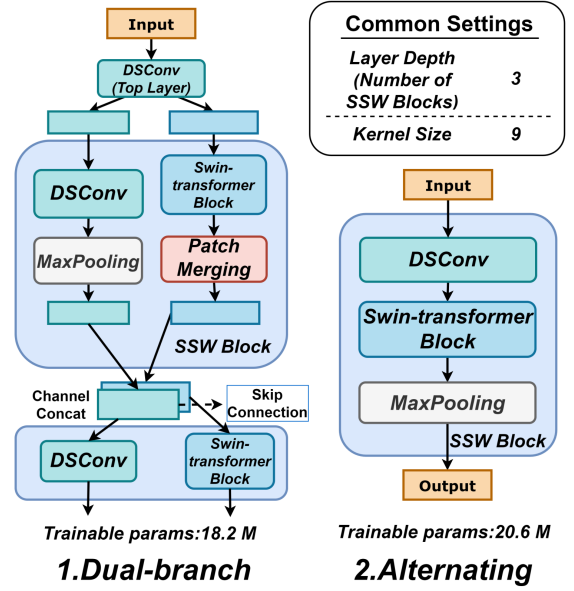 Input
DSConv
(Top Layer)
DSConv
Swin-
transformer
Block
MaxPooling
Patch
Merging
SSW Block
Channel
Concat
Skip
Connection
DSConv
Swin-
transformer
Block
Trainable params:18.2 M
1.Dual-branch
Common Settings
Layer Depth
(Number of
SSW Blocks)
3
Kernel Size
9
Input
DSConv
Swin-transformer
Block
MaxPooling
SSW Block
Output
Trainable params:20.6 M
2.Alternating